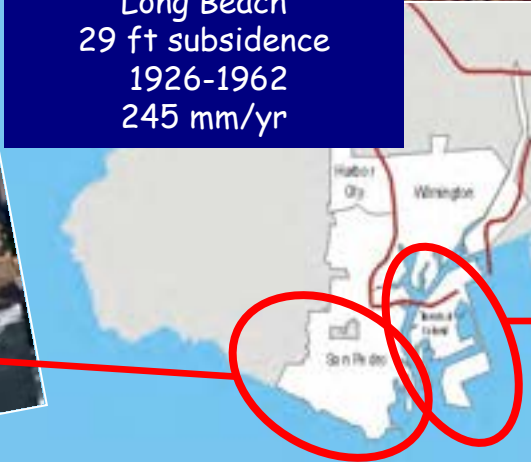 Long Beach
29 ft subsidence
1926-1962
245 mm/yr
Harbor
City
Wilmington
San Pedro